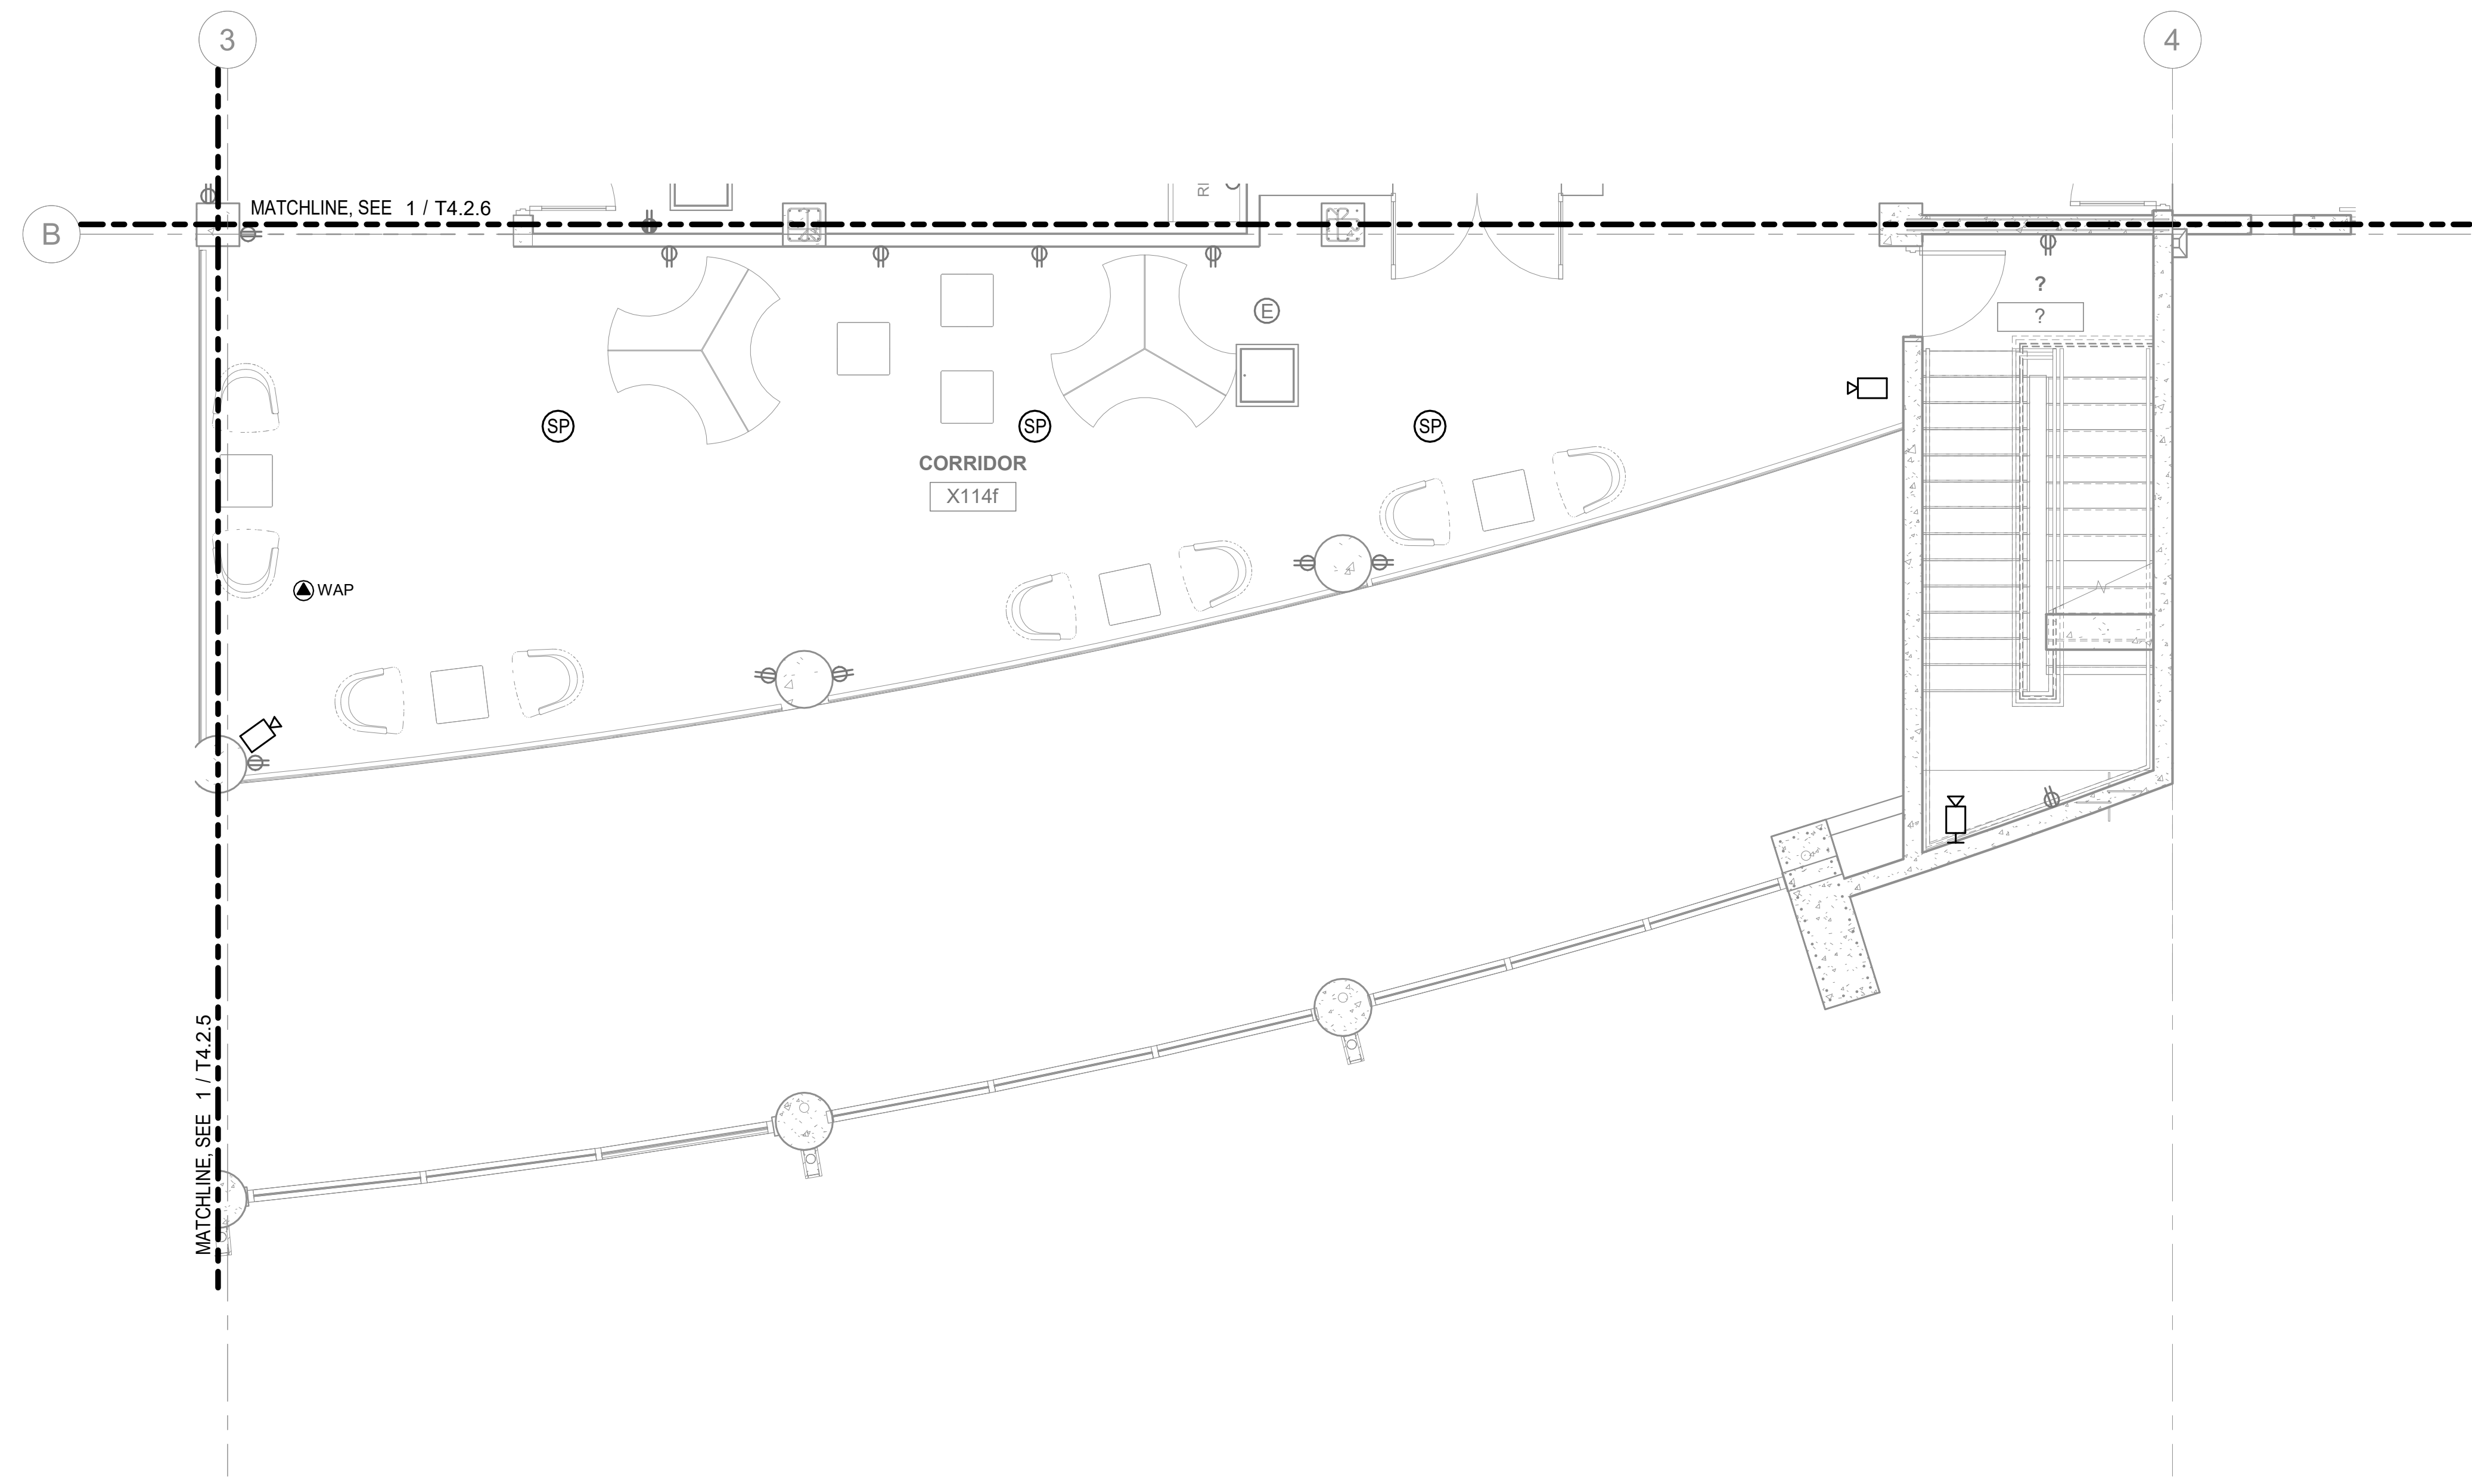 3
4
MATCHLINE, SEE 1 / T4.2.6
RI
B
?
?
E
SP
SP
SP
CORRIDOR
X114f
WAP
MATCHLINE, SEE 1 / T4.2.5